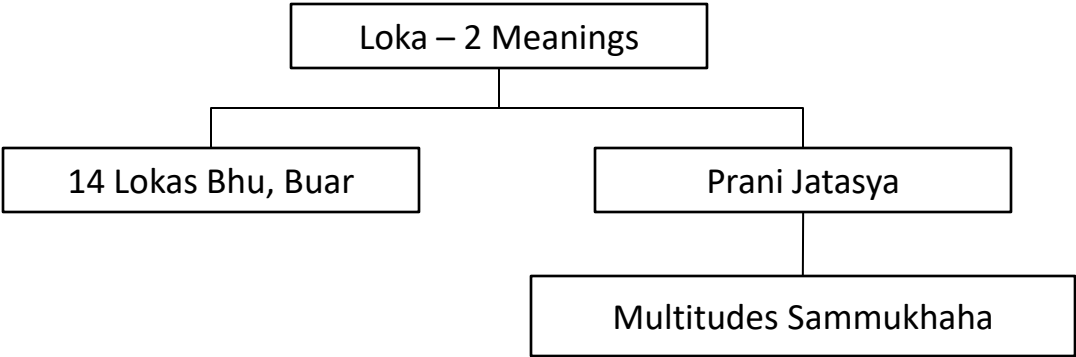 Loka – 2 Meanings
14 Lokas Bhu, Buar
Prani Jatasya
Multitudes Sammukhaha